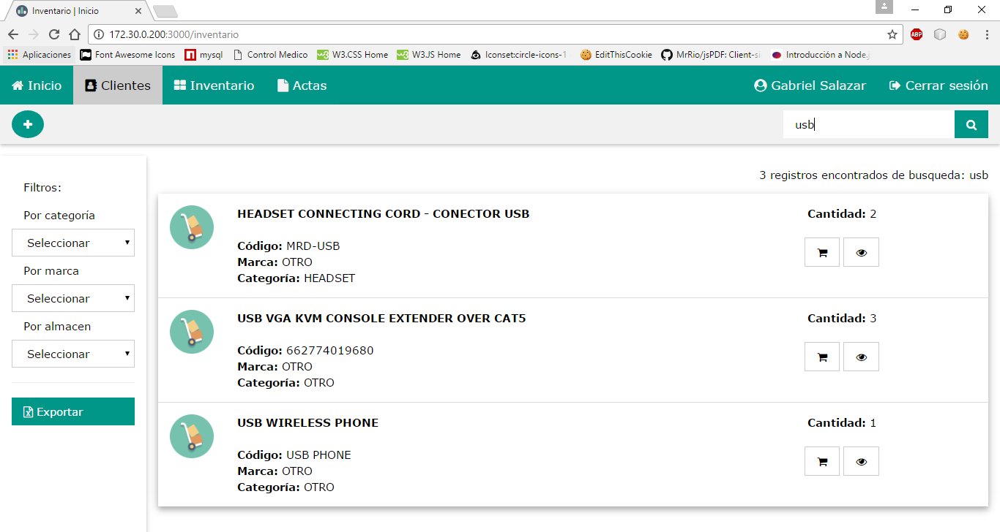 Inventario | Inicio
172.30.0.200:3000/inventario
ABP
Aplicaciones Font Awesome Icons mysql Control Medico W3.CSS Home W3.JS Home Iconset:circle-icons-1 EditThisCookie MrRio/jsPDF: Client-si Introducción a Node.j
Inicio Clientes Inventario Actas Gabriel Salazar Cerrar sesión
usb
3 registros encontrados de busqueda: usb
Filtros:
Por categoría
Seleccionar
Por marca
Seleccionar
Por almacen
Seleccionar
Exportar
HEADSET CONNECTING CORD - CONECTOR USB
Cantidad: 2
Código: MRD-USB
Marca: OTRO
Categoría: HEADSET
USB VGA KVM CONSOLE EXTENDER OVER CAT5
Cantidad: 3
Código: 662774019680
Marca: OTRO
Categoría: OTRO
USB WIRELESS PHONE
Cantidad: 1
Código: USB PHONE
Marca: OTRO
Categoría: OTRO